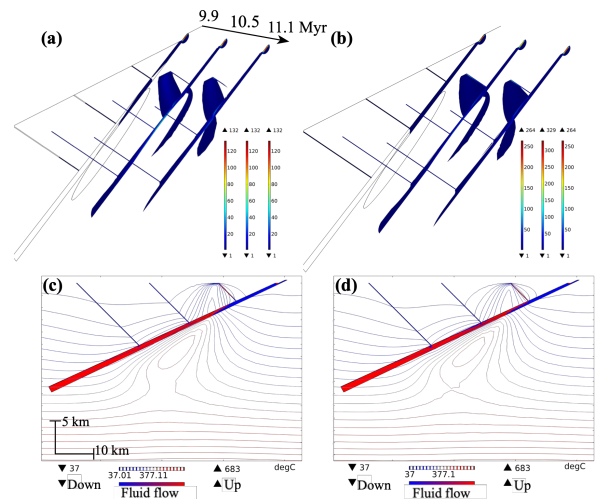 9.9 10.5 11.1 Myr
(a) (b)
▲ 132 ▲ 132 ▲ 132
120 120 120
100 100 100
80 80 80
60 60 60
40 40 40
20 20 20
▼ 1 ▼ 1 ▼ 1
▲ 264 ▲ 329 ▲ 264
250 300 250
250
200 200
200
150 150
150
100 100
100
50 50 50
▼ 1 ▼ 1 ▼ 1
(c) (d)
5 km
10 km
▼ 37 ▲ 683 degC
37.01 377.11
▼ Down ▲ Up
Fluid flow
▼ 37 ▲ 683 degC
37 377.1
▼ Down ▲ Up
Fluid flow